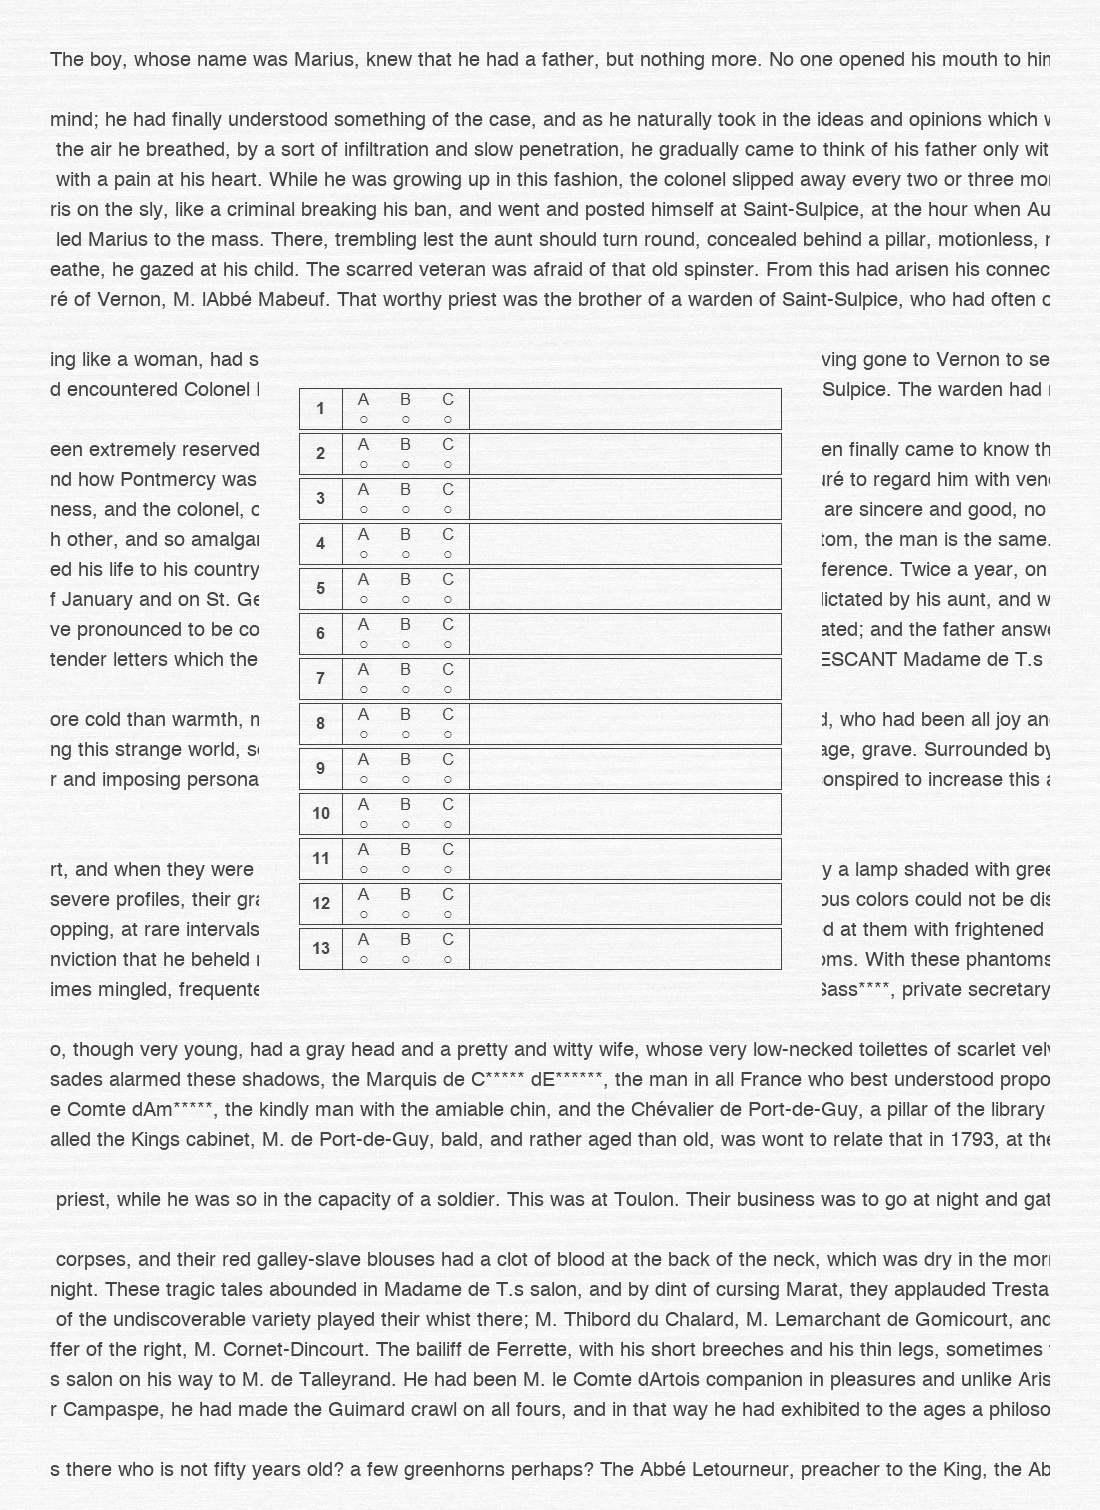 The boy, whose name was Marius, knew that he had a father, but nothing more. No one opened his mouth to
mind; he had finally understood something of the case, and as he naturally took in the ideas and opinions which
the air he breathed, by a sort of infiltration and slow penetration, he gradually came to think of his father only wit
with a pain at his heart. While he was growing up in this fashion, the colonel slipped away every two or three
ris on the sly, like a criminal breaking his ban, and went and posted himself at Saint-Sulpice, at the hour when Au
led Marius to the mass. There, trembling lest the aunt should turn round, concealed behind a pillar, motionless,
eathe, he gazed at his child. The scarred veteran was afraid of that old spinster. From this had arisen his connec
ré of Vernon, M. lAbbé Mabeuf. That worthy priest was the brother of a warden of Saint-Sulpice, who had often
ing like a woman, had s
d encountered Colonel
een extremely reserved
nd how Pontmercy was
ness, and the colonel,
h other, and so
ed his life to his country
f January and on St.
ve pronounced to be co
tender letters which the
ore cold than warmth,
ng this strange world,
r and imposing persona
rt, and when they were
severe profiles, their
opping, at rare intervals
nviction that he beheld
imes mingled,
1 A B C
2 A B C
3 A B C
4 A B C
5 A B C
6 A B C
7 A B C
8 A B C
9 A B C
10 A B C
11 A B C
12 A B C
13 A B C
ving gone to Vernon to se
Sulpice. The warden had
en finally came to know th
to regard him with
are sincere and good, no
the man is the same.
ference. Twice a year, on
by his aunt, and
ated; and the father
Madame de T.s
who had been all joy
grave. Surrounded by
to increase this
y a lamp shaded with
colors could not be
d at them with frightened
With these phantoms
private secretary
o, though very young, had a gray head and a pretty and witty wife, whose very low-necked toilettes of scarlet
sades alarmed these shadows, the Marquis de C***** dE******, the man in all France who best understood propo
e Comte dAm*****, the kindly man with the amiable chin, and the Chévalier de Port-de-Guy, a pillar of the library
alled the Kings cabinet, M. de Port-de-Guy, bald, and rather aged than old, was wont to relate that in 1793, at the
priest, while he was so in the capacity of a soldier. This was at Toulon. Their business was to go at night and gat
corpses, and their red galley-slave blouses had a clot of blood at the back of the neck, which was dry in the
night. These tragic tales abounded in Madame de T.s salon, and by dint of cursing Marat, they applauded Tresta
of the undiscoverable variety played their whist there; M. Thibord du Chalard, M. Lemarchant de Gomicourt, and
ffer of the right, M. Cornet-Dincourt. The bailiff de Ferrette, with his short breeches and his thin legs, sometimes
s salon on his way to M. de Talleyrand. He had been M. le Comte dArtois companion in pleasures and unlike Aris
r Campaspe, he had made the Guimard crawl on all fours, and in that way he had exhibited to the ages a philoso
s there who is not fifty years old? a few greenhorns perhaps? The Abbé Letourneur, preacher to the King, the Ab